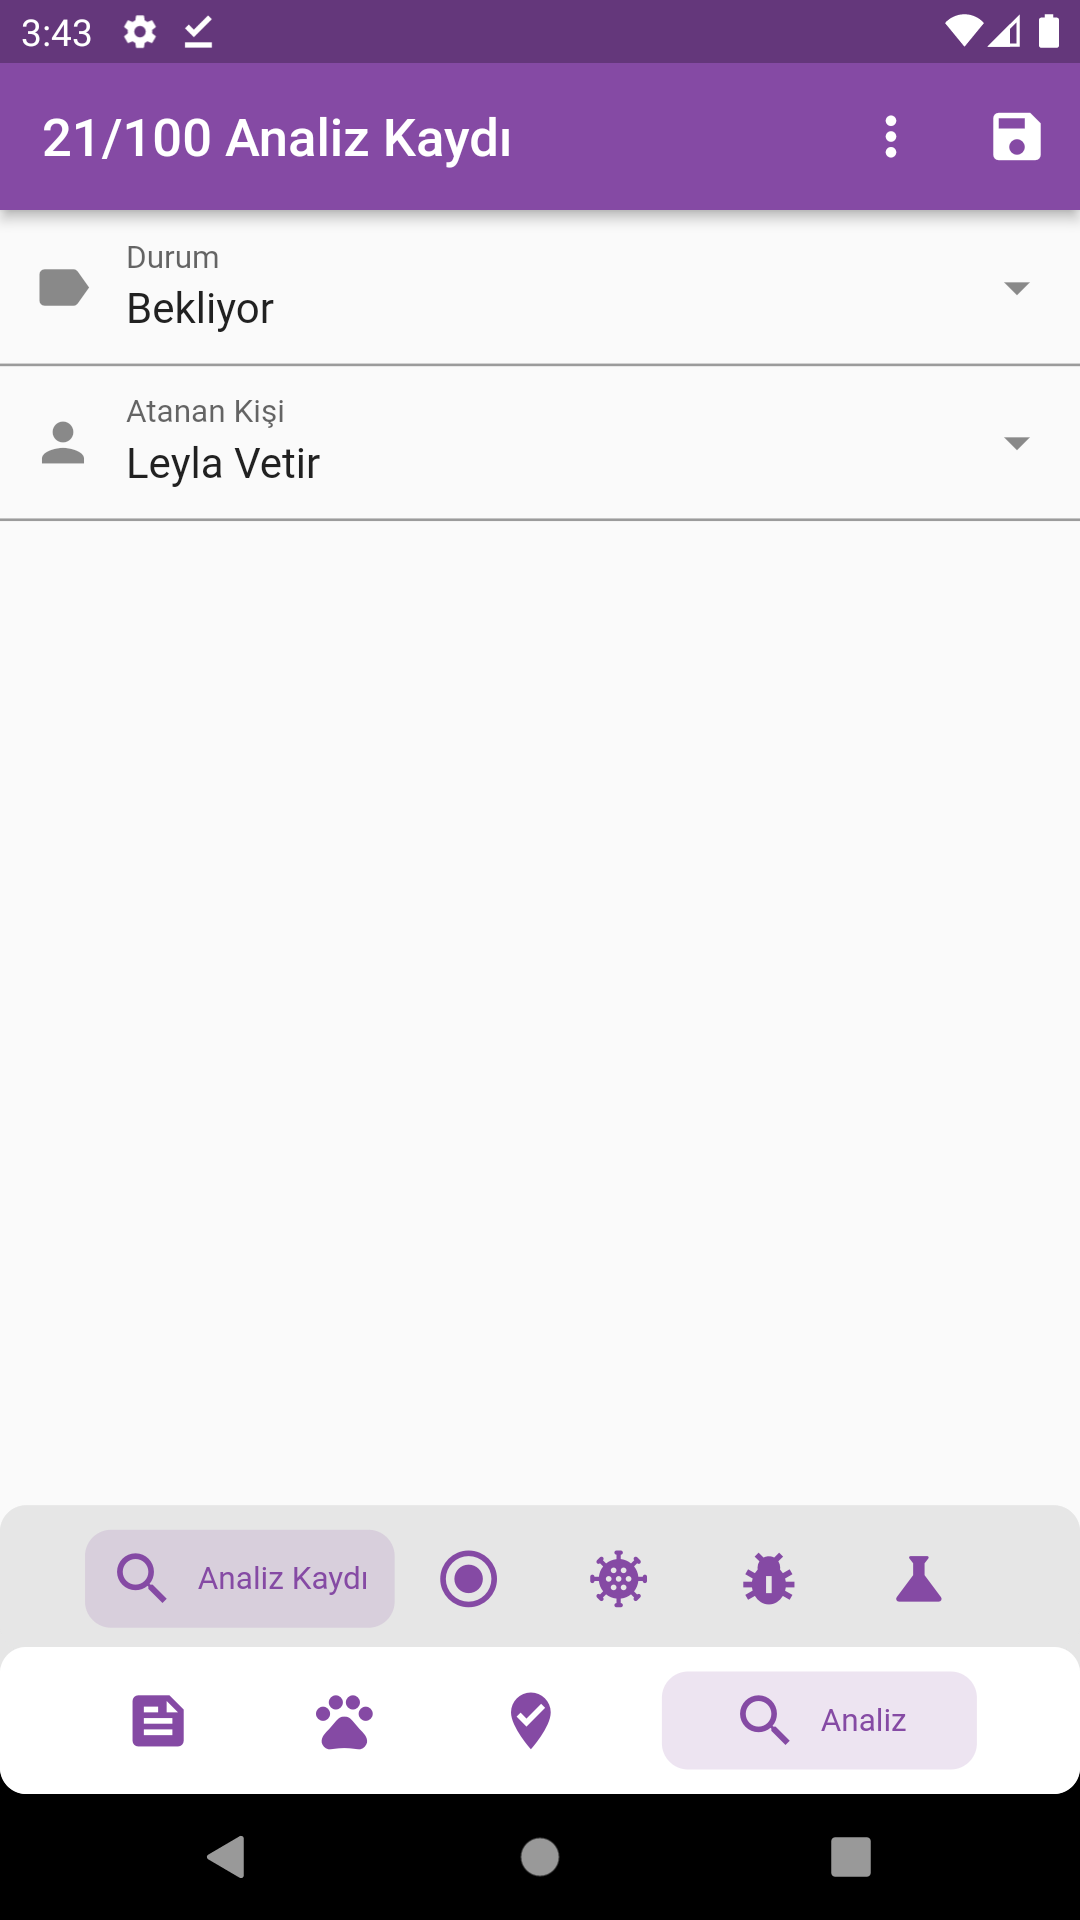 3:43
21/100 Analiz Kaydı
Durum
Bekliyor
Atanan Kişi
Leyla Vetir
Analiz Kaydı
Analiz